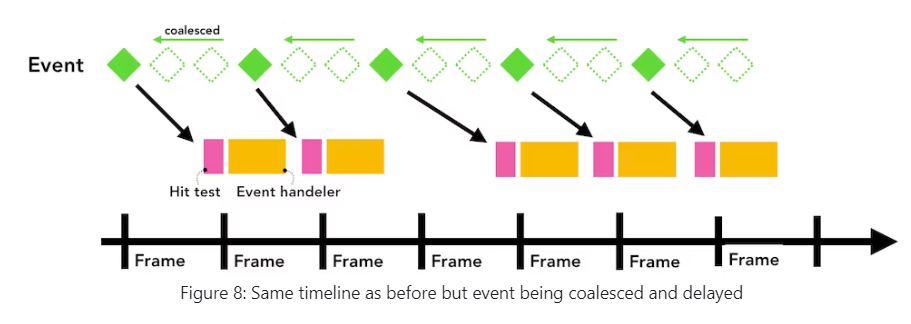 coalesced
Event
Hit test Event handeler
Frame Frame Frame Frame Frame Frame Frame
Figure 8: Same timeline as before but event being coalesced and delayed